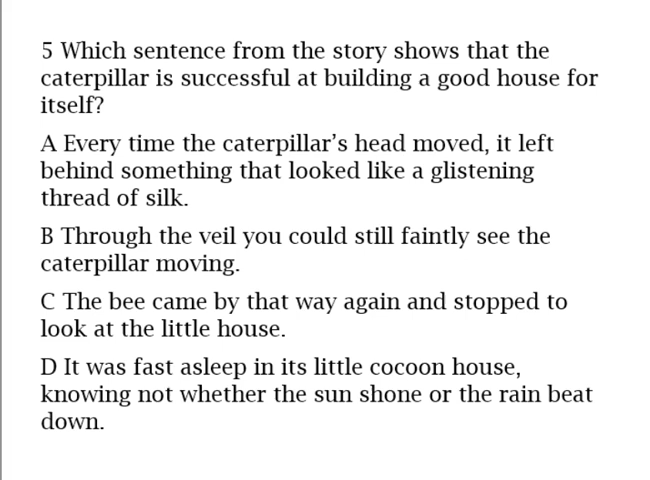 5 Which sentence from the story shows that the
caterpillar is successful at building a good house for
itself?
A Every time the caterpillar’s head moved, it left
behind something that looked like a glistening
thread of silk.
B Through the veil you could still faintly see the
caterpillar moving.
C The bee came by that way again and stopped to
look at the little house.
D It was fast asleep in its little cocoon house,
knowing not whether the sun shone or the rain beat
down.